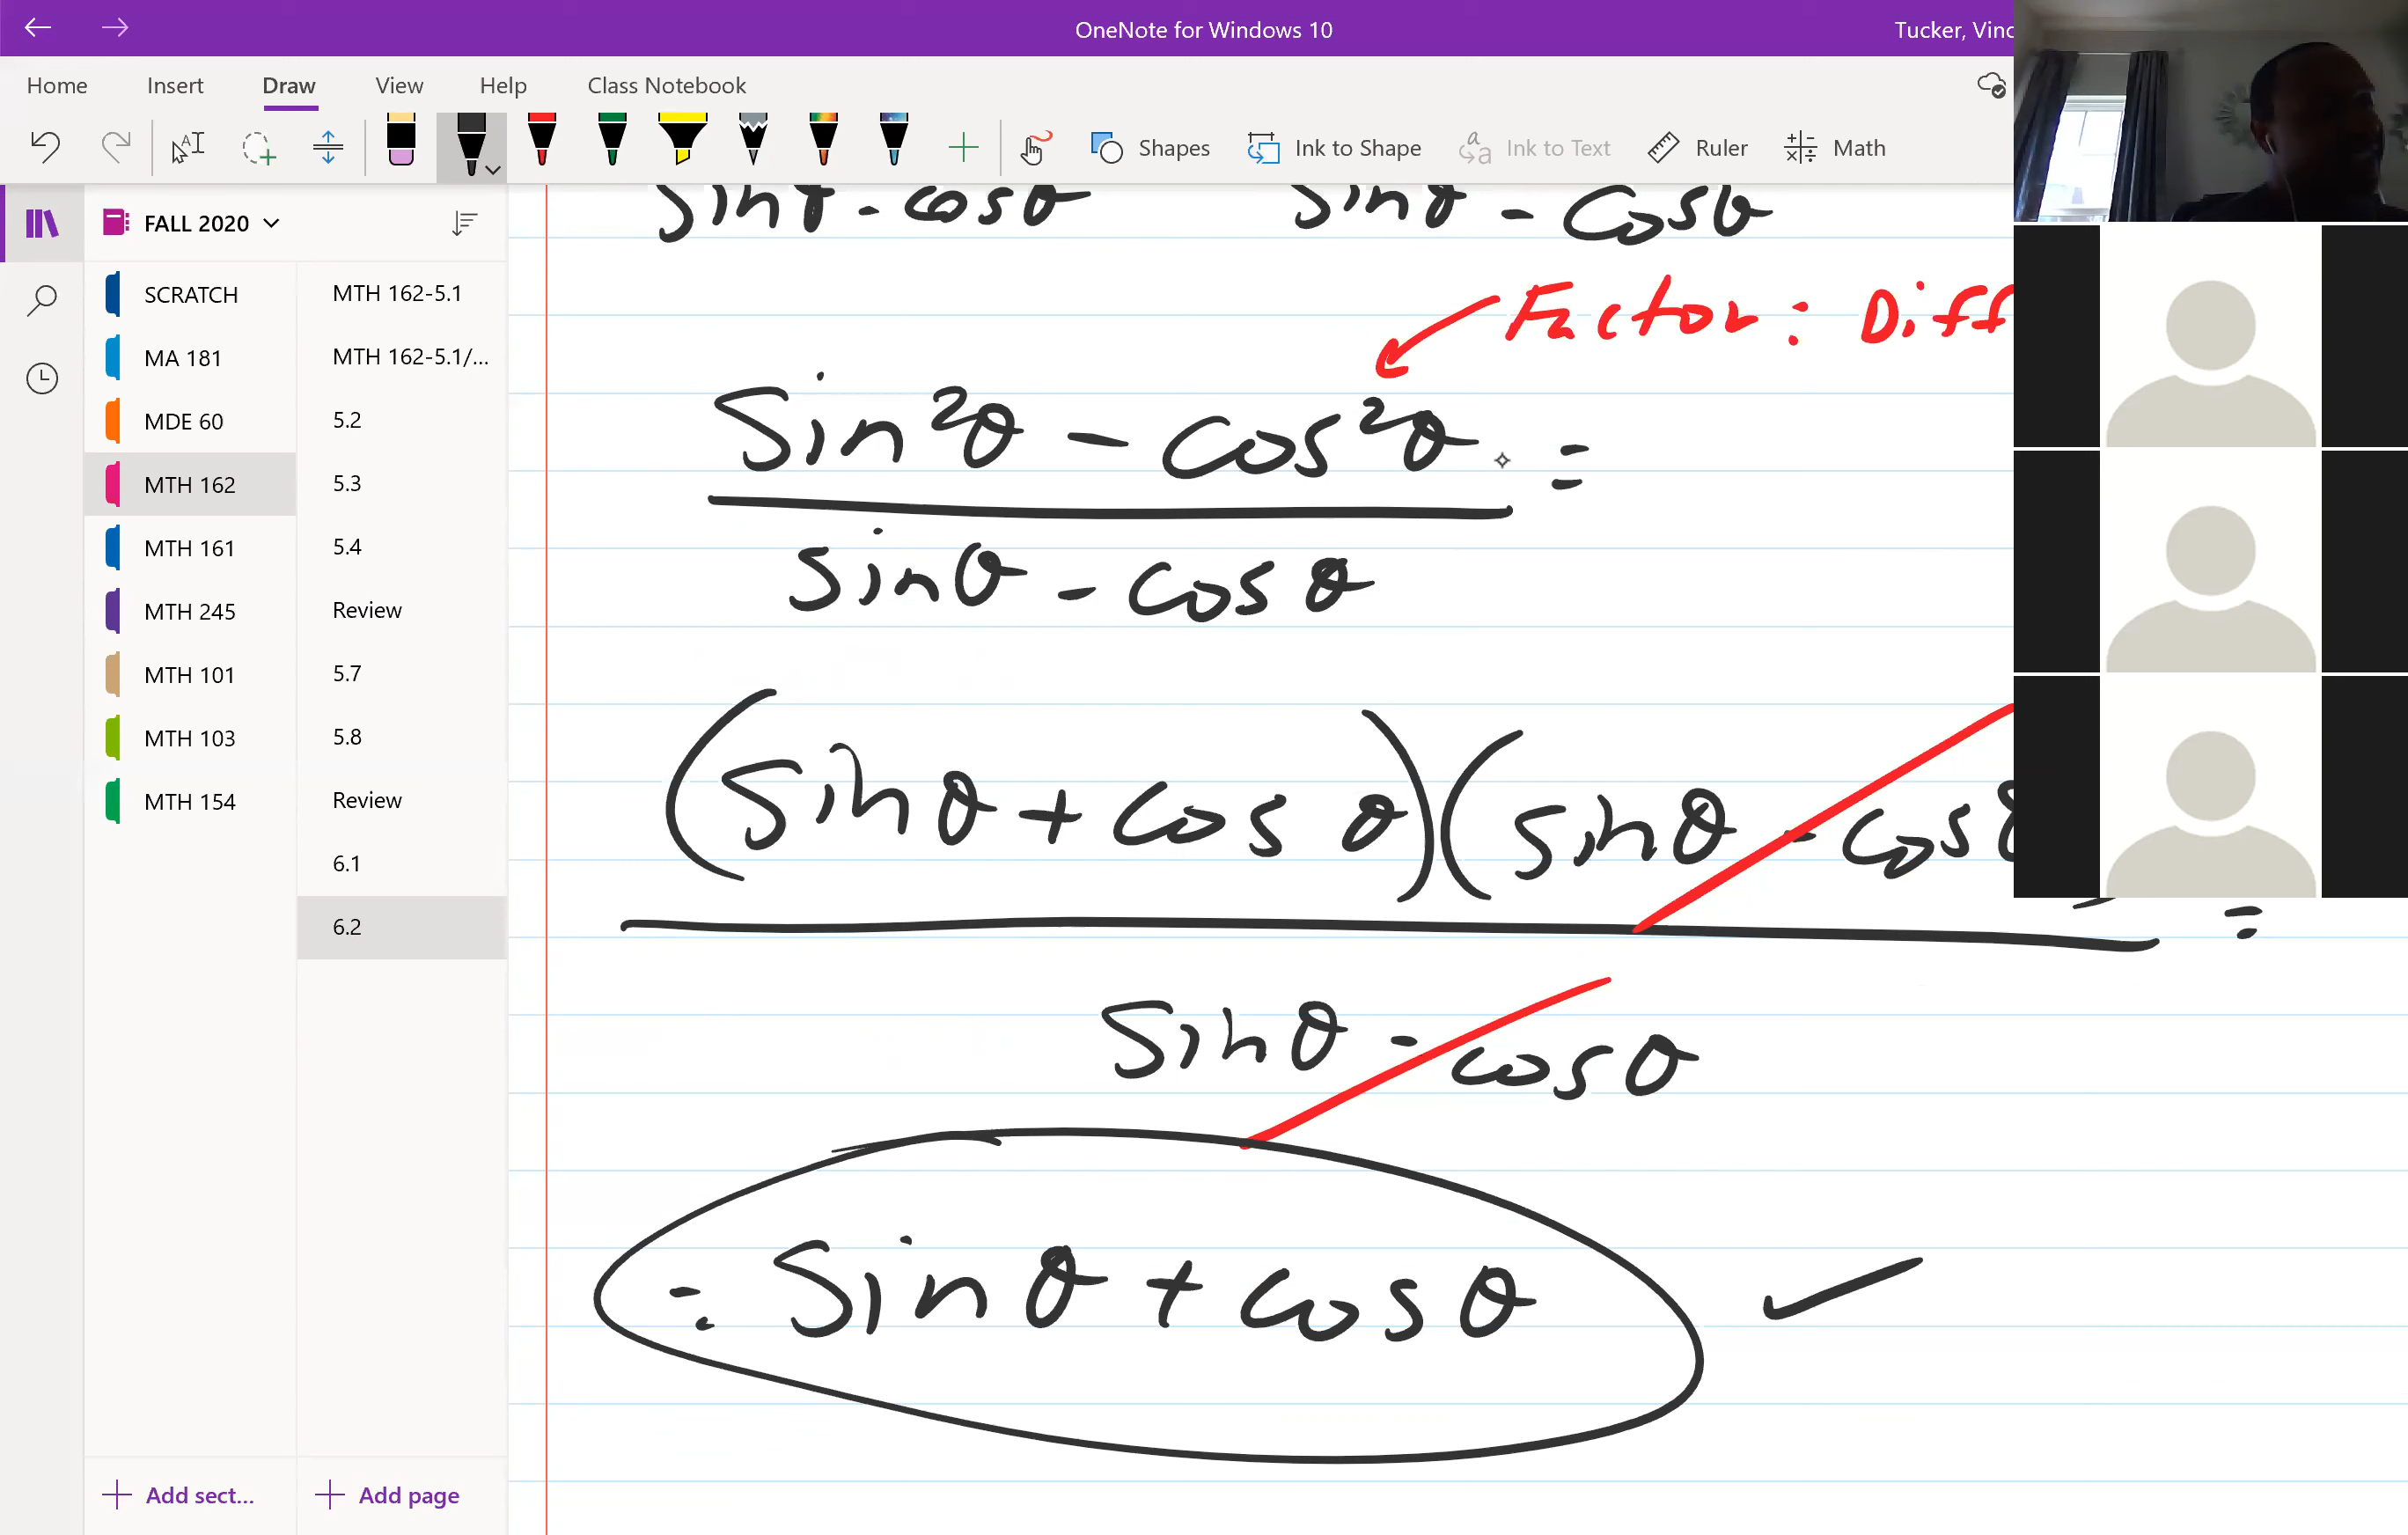 OneNote for Windows 10
Tucker, Vinc
Home Insert Draw View Help Class Notebook
Shapes Ink to Shape Ink to Text Ruler Math
FALL 2020
SCRATCH
MA 181
MDE 60
MTH 162
MTH 161
MTH 245
MTH 101
MTH 103
MTH 154
Add sect...
MTH 162-5.1
MTH 162-5.1/...
5.2
5.3
5.4
Review
5.7
5.8
Review
6.1
6.2
Add page
sinθ - cosθ sinθ - cosθ
Factor: Diff
sin²θ - cos²θ =
sinθ - cosθ
(sinθ + cosθ)(sinθ - cosθ =
sinθ - cosθ
= sinθ + cosθ ✓